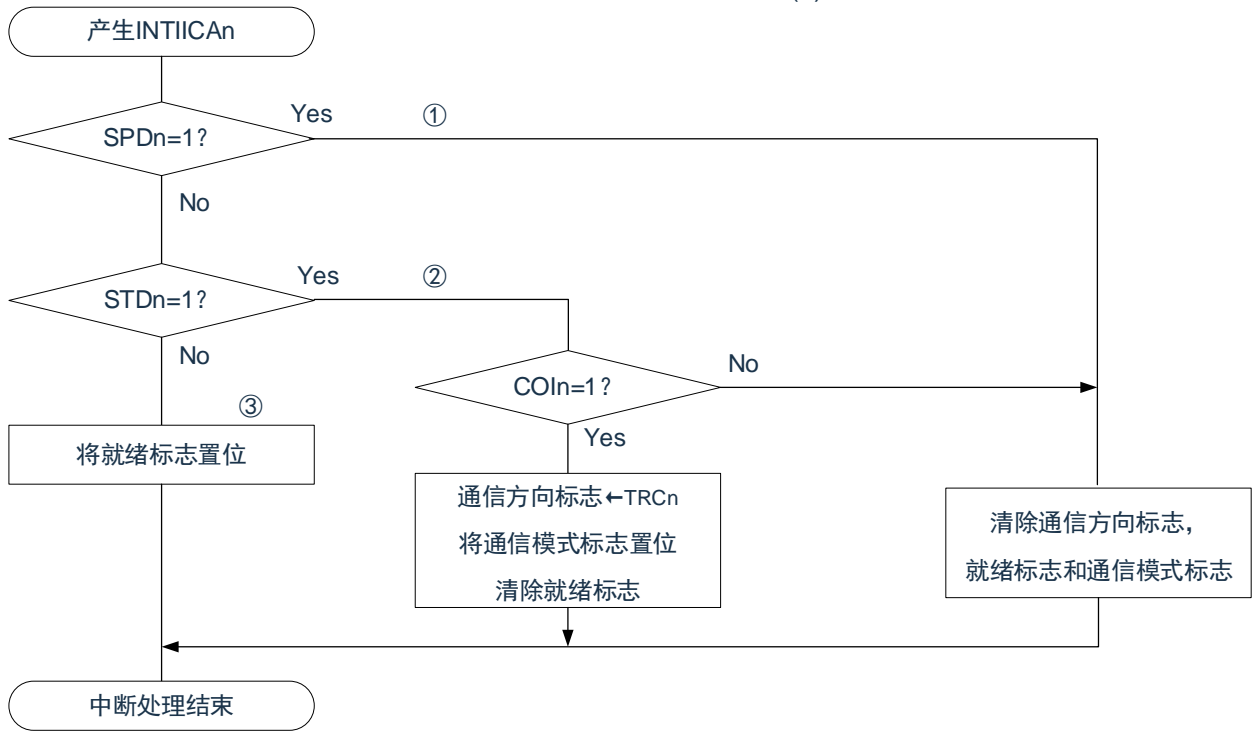 产生INTIICAn
Yes
①
SPDn=1?
No
Yes
②
STDn=1?
No
No
COIn=1?
③
Yes
将就绪标志置位
通信方向标志←TRCn
将通信模式标志置位
清除就绪标志
清除通信方向标志，
就绪标志和通信模式标志
中断处理结束